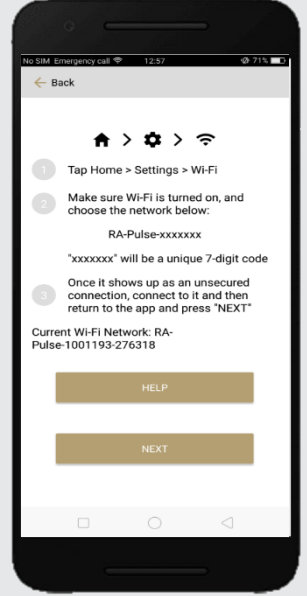 No SIM Emergency call 12:57 71%
Back
1 Tap Home > Settings > Wi-Fi
2 Make sure Wi-Fi is turned on, and
choose the network below:
RA-Pulse-xxxxxxx
"xxxxxxx" will be a unique 7-digit code
3 Once it shows up as an unsecured
connection, connect to it and then
return to the app and press "NEXT"
Current Wi-Fi Network: RA-
Pulse-1001193-276318
HELP
NEXT